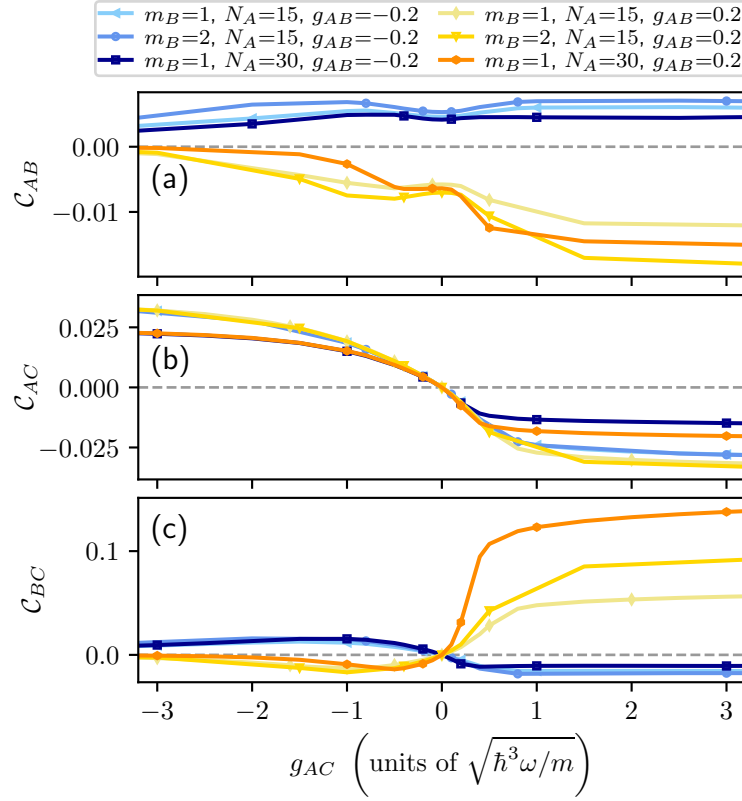 m_B=1, N_A=15, g_AB=−0.2 m_B=1, N_A=15, g_AB=0.2
m_B=2, N_A=15, g_AB=−0.2 m_B=2, N_A=15, g_AB=0.2
m_B=1, N_A=30, g_AB=−0.2 m_B=1, N_A=30, g_AB=0.2
0.00
−0.01
C_AB
(a)
0.025
0.000
−0.025
C_AC
(b)
0.1
0.0
C_BC
(c)
−3 −2 −1 0 1 2 3
g_AC (units of √ℏ³ω/m)